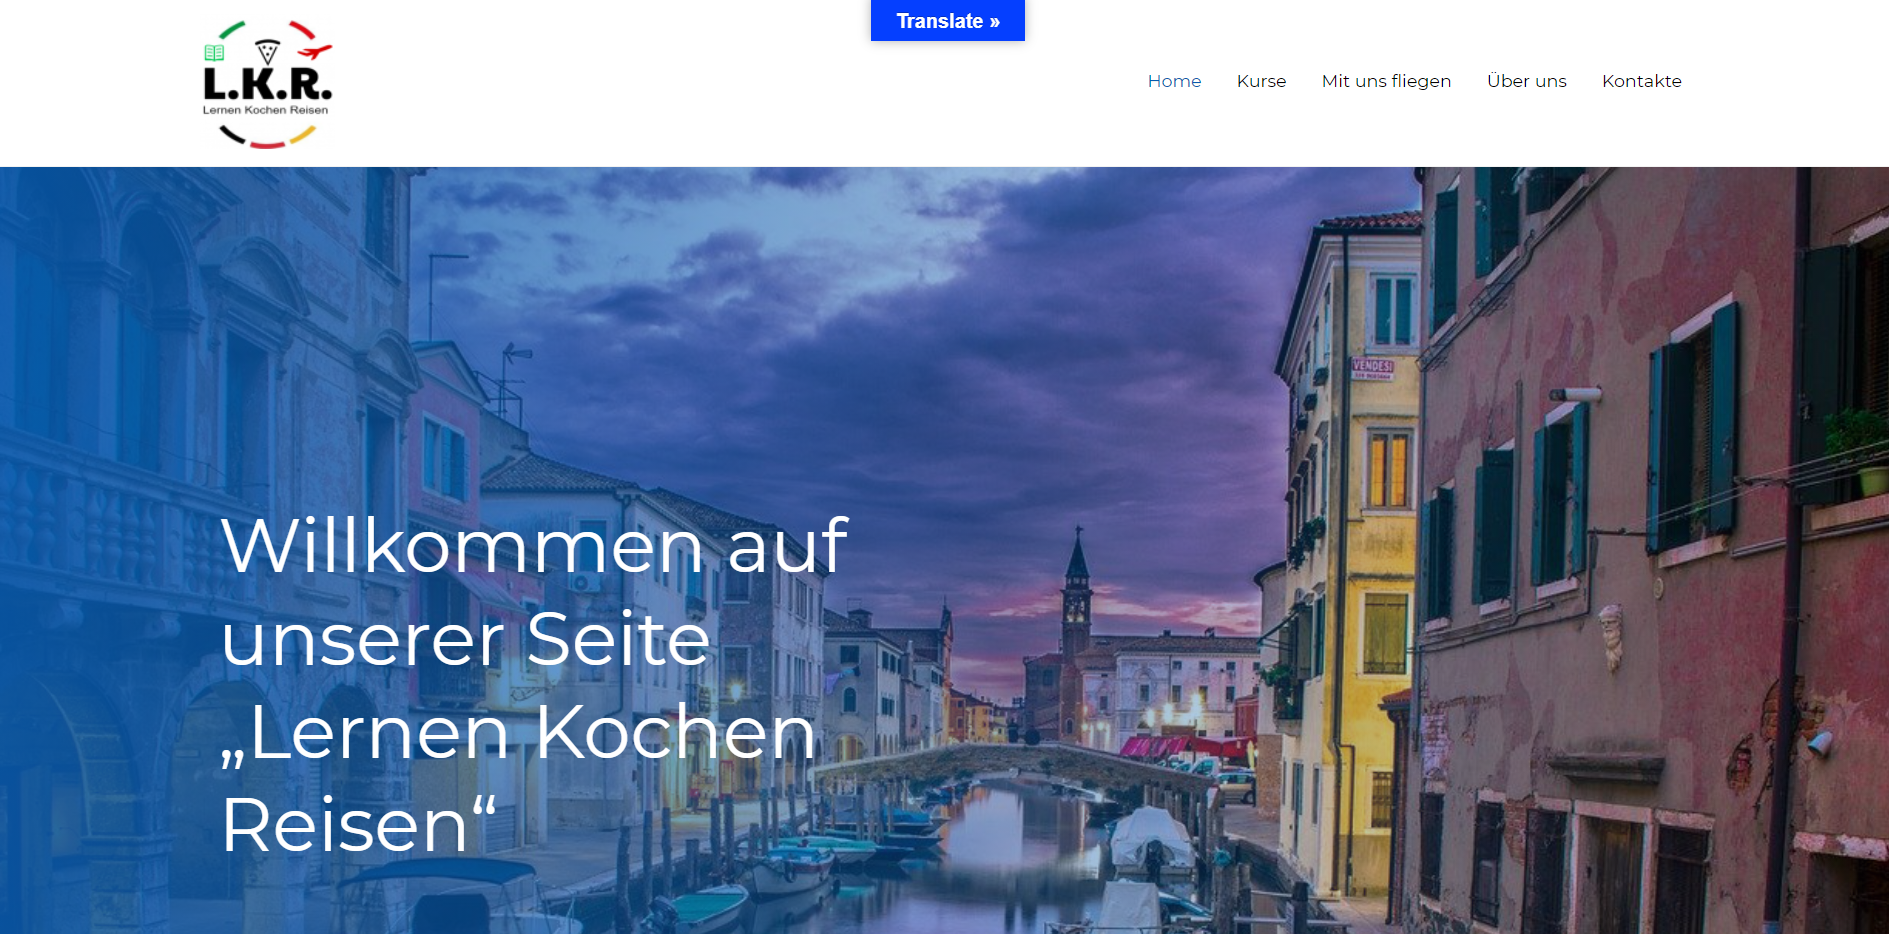 Translate »
L.K.R.
Lernen Kochen Reisen
Home
Kurse
Mit uns fliegen
Über uns
Kontakte
VENDESI
Willkommen auf
unserer Seite
„Lernen Kochen
Reisen“